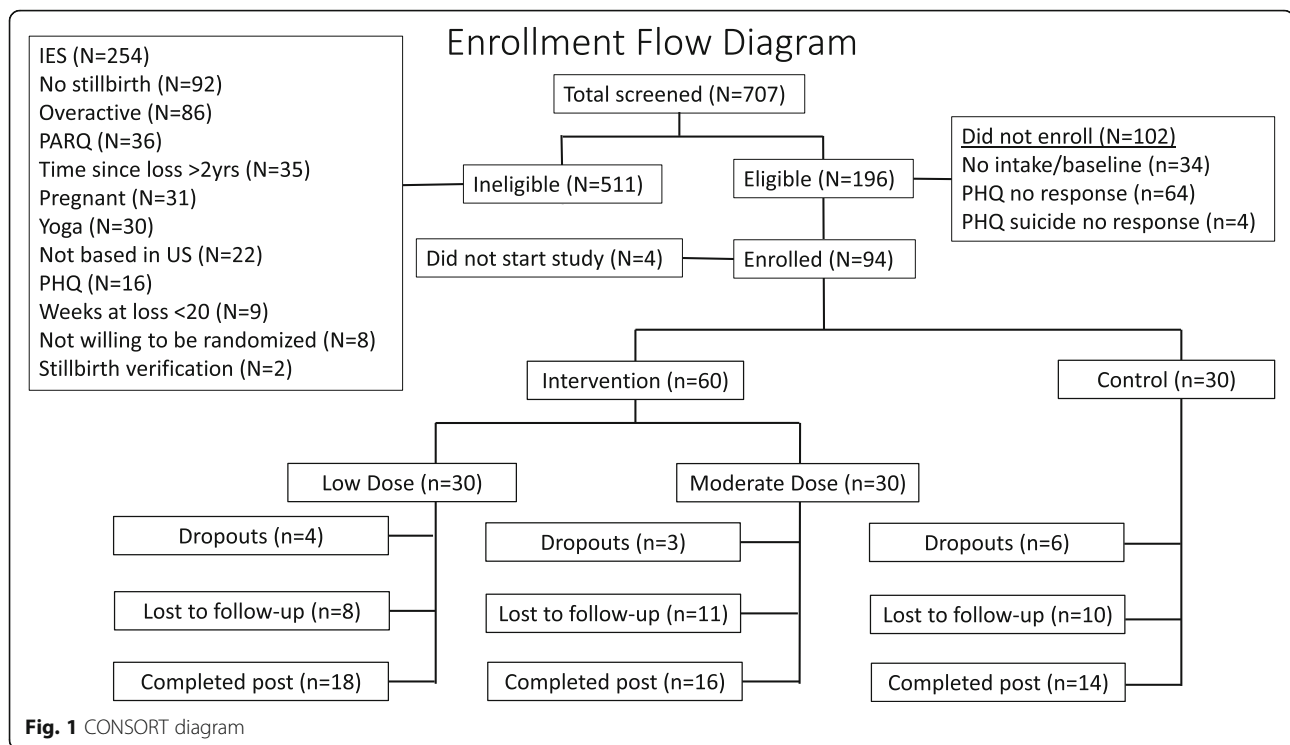 Enrollment Flow Diagram
IES (N=254)
No stillbirth (N=92)
Overactive (N=86)
PARQ (N=36)
Time since loss >2yrs (N=35)
Pregnant (N=31)
Yoga (N=30)
Not based in US (N=22)
PHQ (N=16)
Weeks at loss <20 (N=9)
Not willing to be randomized (N=8)
Stillbirth verification (N=2)
Total screened (N=707)
Ineligible (N=511)
Eligible (N=196)
Did not enroll (N=102)
No intake/baseline (n=34)
PHQ no response (n=64)
PHQ suicide no response (n=4)
Did not start study (N=4)
Enrolled (N=94)
Intervention (n=60)
Control (n=30)
Low Dose (n=30)
Moderate Dose (n=30)
Dropouts (n=4)
Dropouts (n=3)
Dropouts (n=6)
Lost to follow-up (n=8)
Lost to follow-up (n=11)
Lost to follow-up (n=10)
Completed post (n=18)
Completed post (n=16)
Completed post (n=14)
Fig. 1 CONSORT diagram